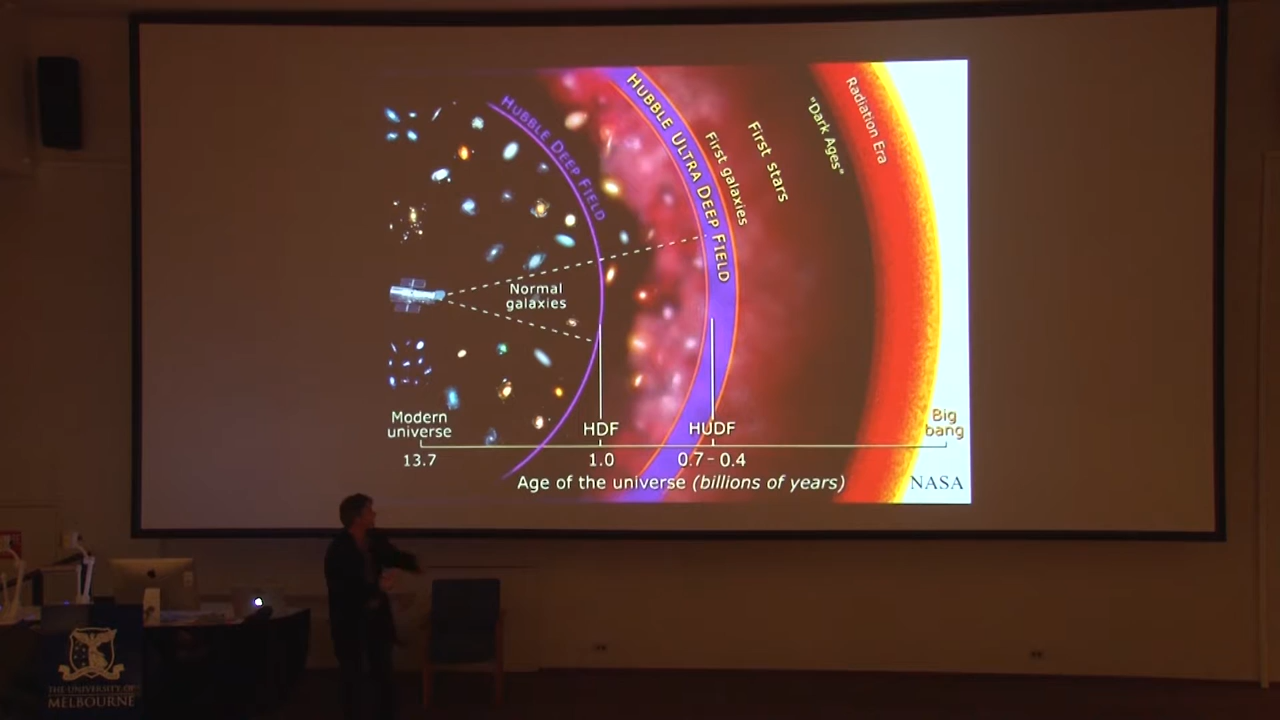 HUBBLE DEEP FIELD
HUBBLE ULTRA DEEP FIELD
First galaxies
First stars
"Dark Ages"
Radiation Era
Normal
galaxies
Modern
universe
HDF
HUDF
Big
bang
13.7
1.0
0.7 - 0.4
Age of the universe (billions of years)
NASA
THE UNIVERSITY OF
MELBOURNE